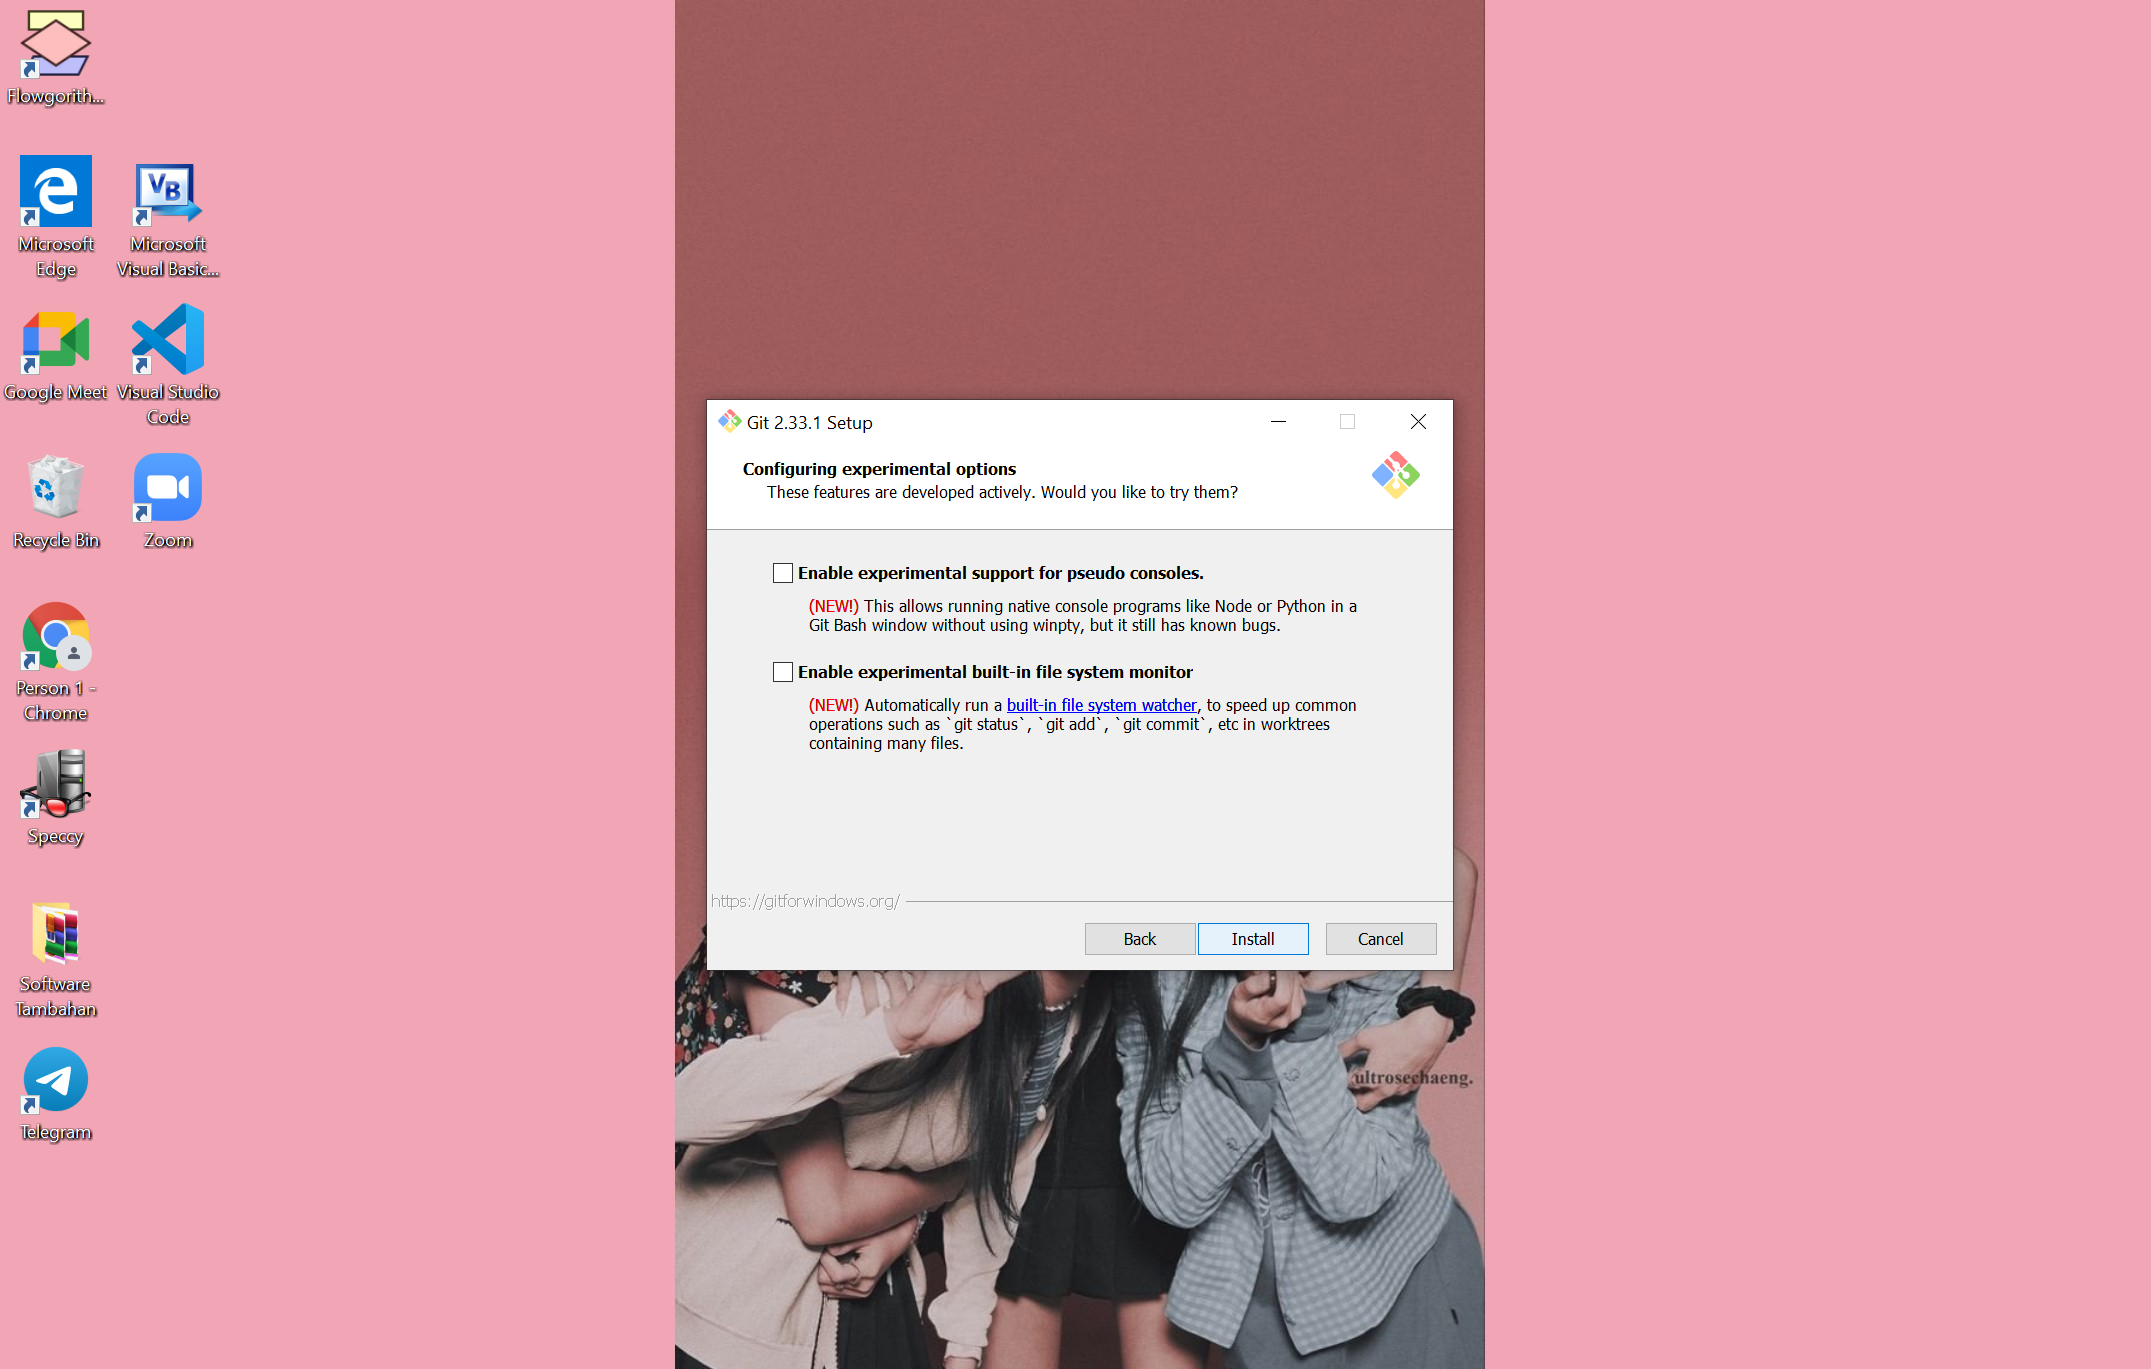 Flowgorith...
Microsoft
Edge
Microsoft
Visual Basic...
Google Meet
Visual Studio
Code
Recycle Bin
Zoom
Person 1 -
Chrome
Speccy
Software
Tambahan
Telegram
Git 2.33.1 Setup
Configuring experimental options
These features are developed actively. Would you like to try them?
Enable experimental support for pseudo consoles.
(NEW!) This allows running native console programs like Node or Python in a
Git Bash window without using winpty, but it still has known bugs.
Enable experimental built-in file system monitor
(NEW!) Automatically run a built-in file system watcher, to speed up common
operations such as `git status`, `git add`, `git commit`, etc in worktrees
containing many files.
https://gitforwindows.org/
Back
Install
Cancel
ultrosechaeng.